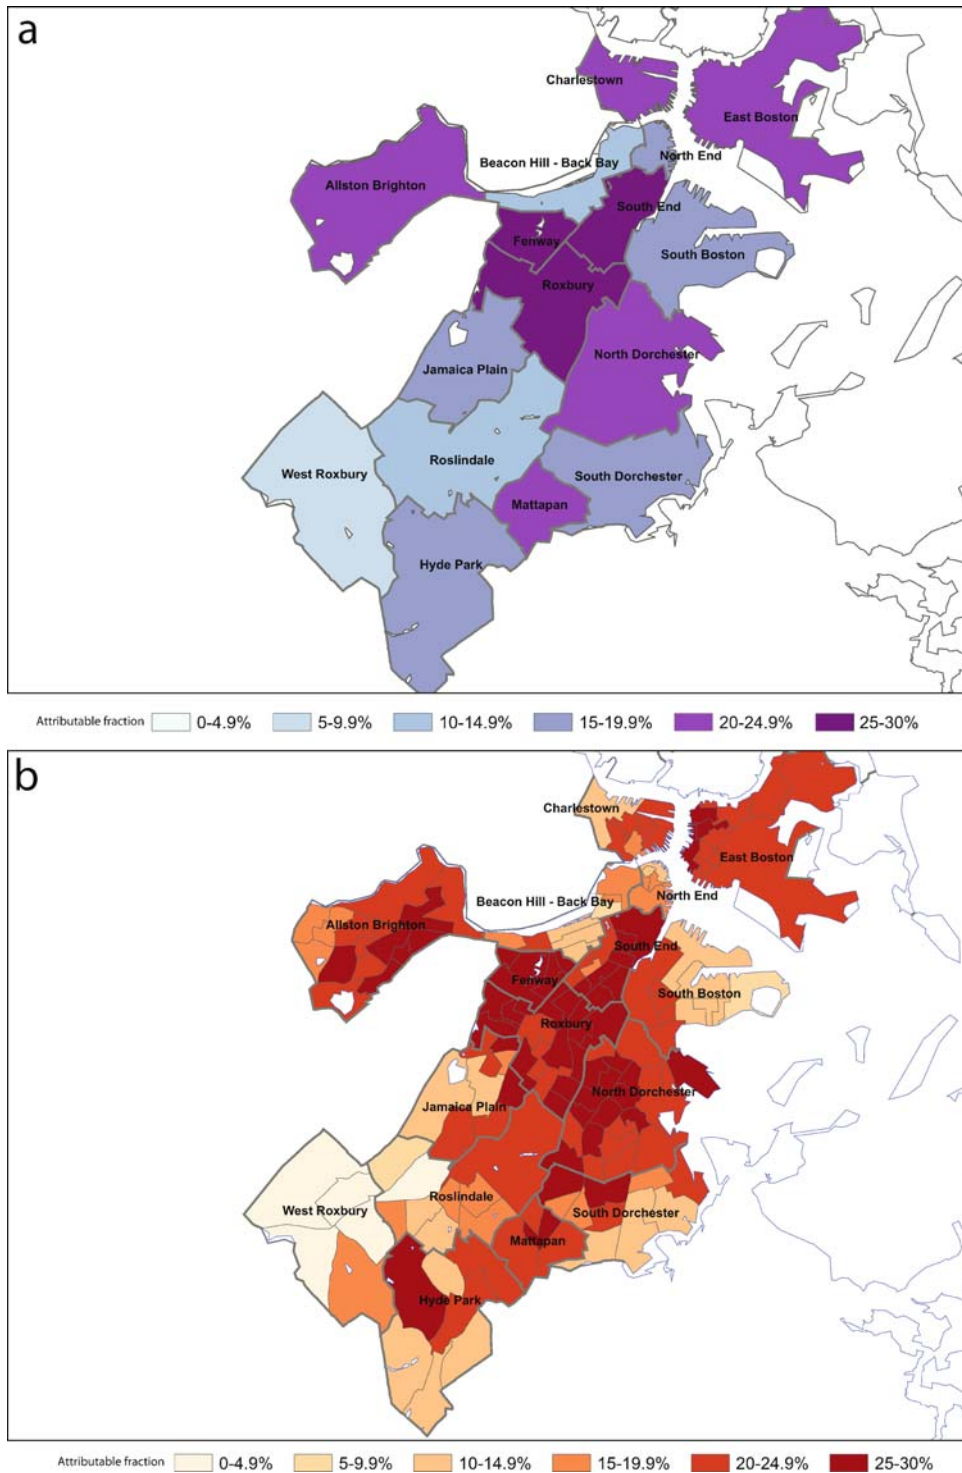 a
Charlestown
East Boston
Beacon Hill - Back Bay
North End
Allston Brighton
South End
Fenway
South Boston
Roxbury
North Dorchester
Jamaica Plain
Roslindale
West Roxbury
South Dorchester
Mattapan
Hyde Park
Attributable fraction 0-4.9% 5-9.9% 10-14.9% 15-19.9% 20-24.9% 25-30%
b
Charlestown
East Boston
Beacon Hill - Back Bay
North End
Allston Brighton
South End
Fenway
South Boston
Roxbury
North Dorchester
Jamaica Plain
Roslindale
West Roxbury
South Dorchester
Mattapan
Hyde Park
Attributable fraction 0-4.9% 5-9.9% 10-14.9% 15-19.9% 20-24.9% 25-30%